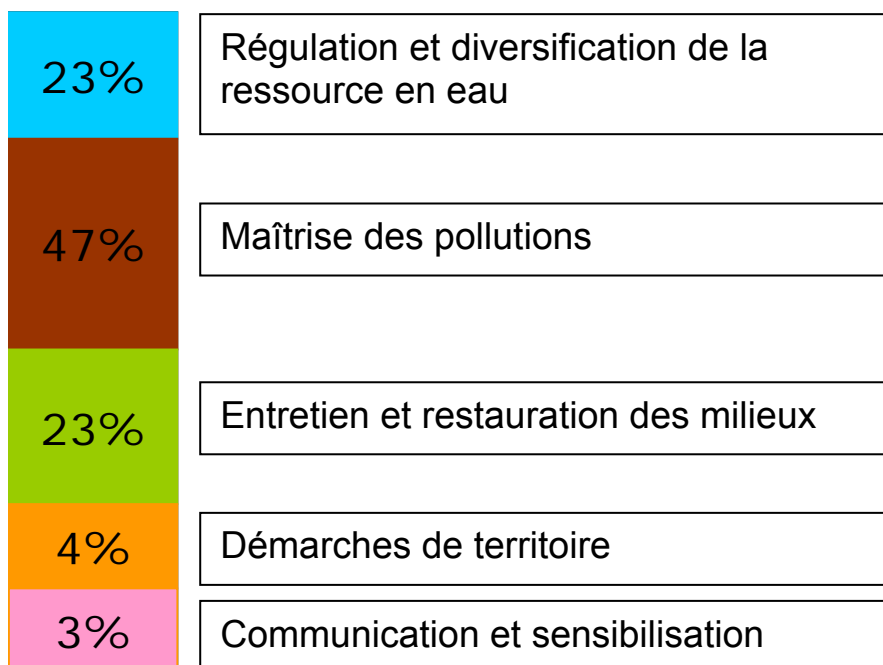 23%
Régulation et diversification de la
ressource en eau
47%
Maîtrise des pollutions
23%
Entretien et restauration des milieux
4%
Démarches de territoire
3%
Communication et sensibilisation